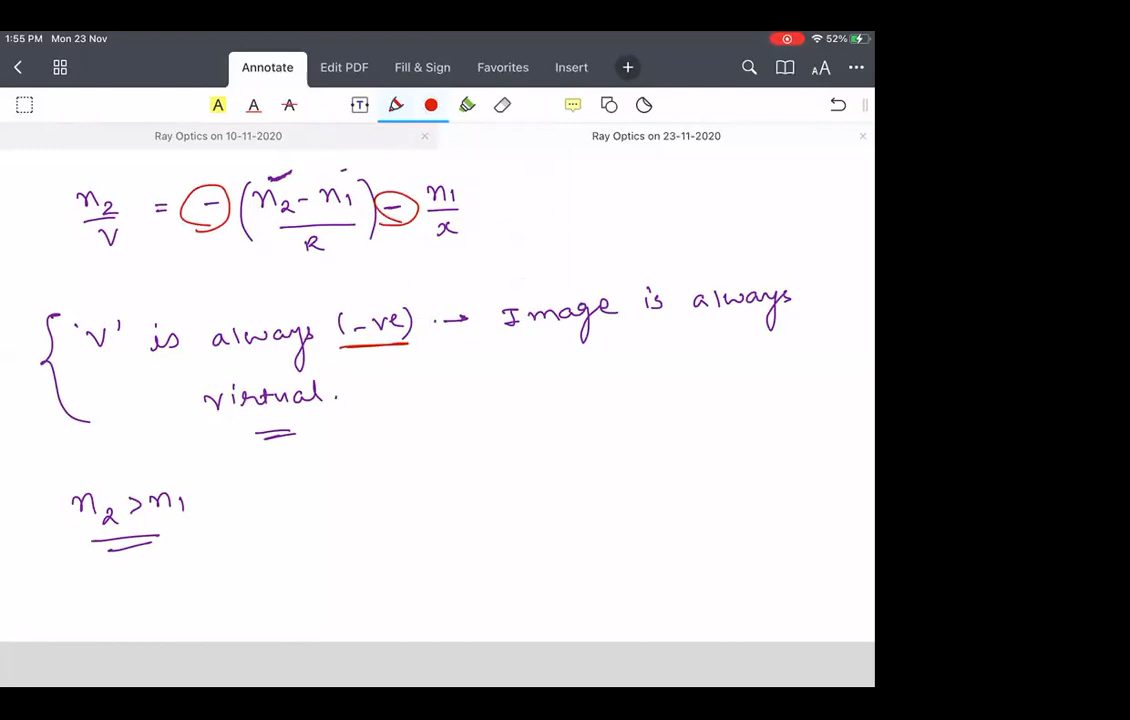 1:55 PM Mon 23 Nov 52%
Annotate Edit PDF Fill & Sign Favorites Insert + AA
A A A T
Ray Optics on 10-11-2020 × Ray Optics on 23-11-2020 ×
n₂/V = - (n₂ - n₁/R) - n₁/x
'V' is always (-ve) → Image is always
virtual.
n₂ > n₁